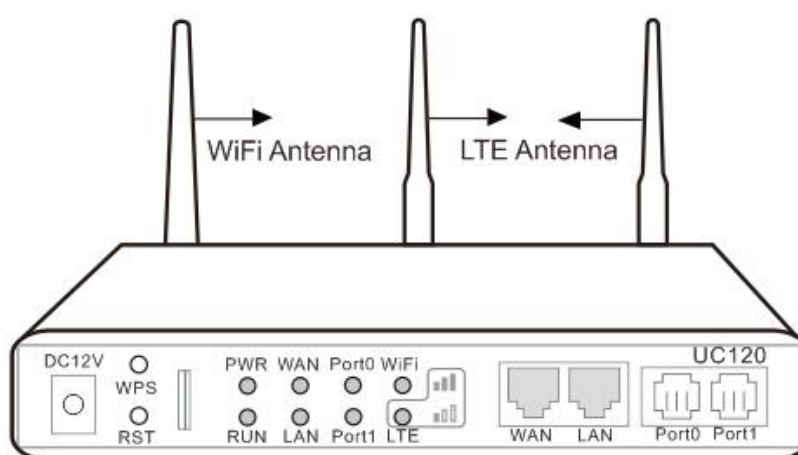 WiFi Antenna
LTE Antenna
UC120
DC12V
WPS
RST
PWR WAN Port0 WiFi
RUN LAN Port1 LTE
WAN LAN
Port0 Port1